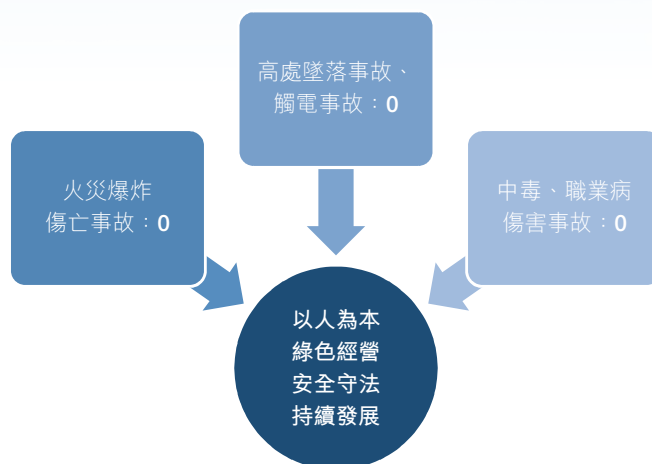 高處墜落事故、
觸電事故：0
火災爆炸
傷亡事故：0
中毒、職業病
傷害事故：0
以人為本
綠色經營
安全守法
持續發展